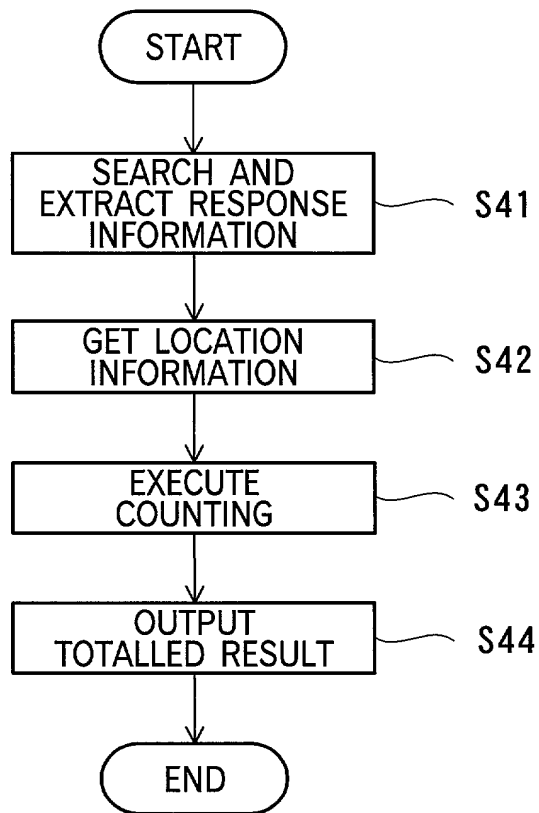 START
SEARCH AND
EXTRACT RESPONSE
INFORMATION
S41
GET LOCATION
INFORMATION
S42
EXECUTE
COUNTING
S43
OUTPUT
TOTALLED RESULT
S44
END